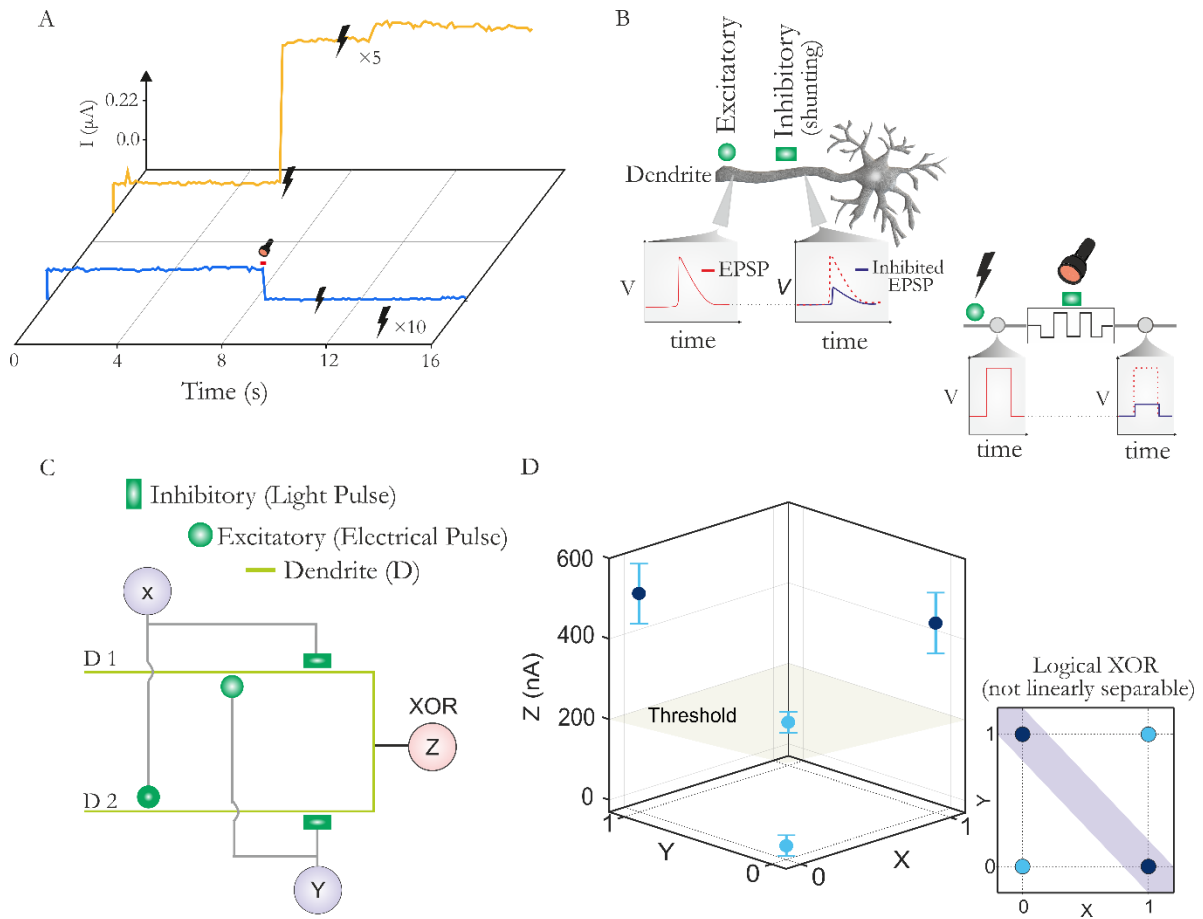 A
I (μA)
0.22
0.0
×5
×10
0
4
8
12
16
Time (s)
B
Excitatory
Inhibitory
(shunting)
Dendrite
V
EPSP
time
V
Inhibited
EPSP
time
V
time
V
time
C
Inhibitory (Light Pulse)
Excitatory (Electrical Pulse)
Dendrite (D)
x
D 1
D 2
XOR
Z
Y
D
600
400
200
0
Z (nA)
Threshold
1
Y
0
0
X
1
Logical XOR
(not linearly separable)
1
Y
0
0
X
1